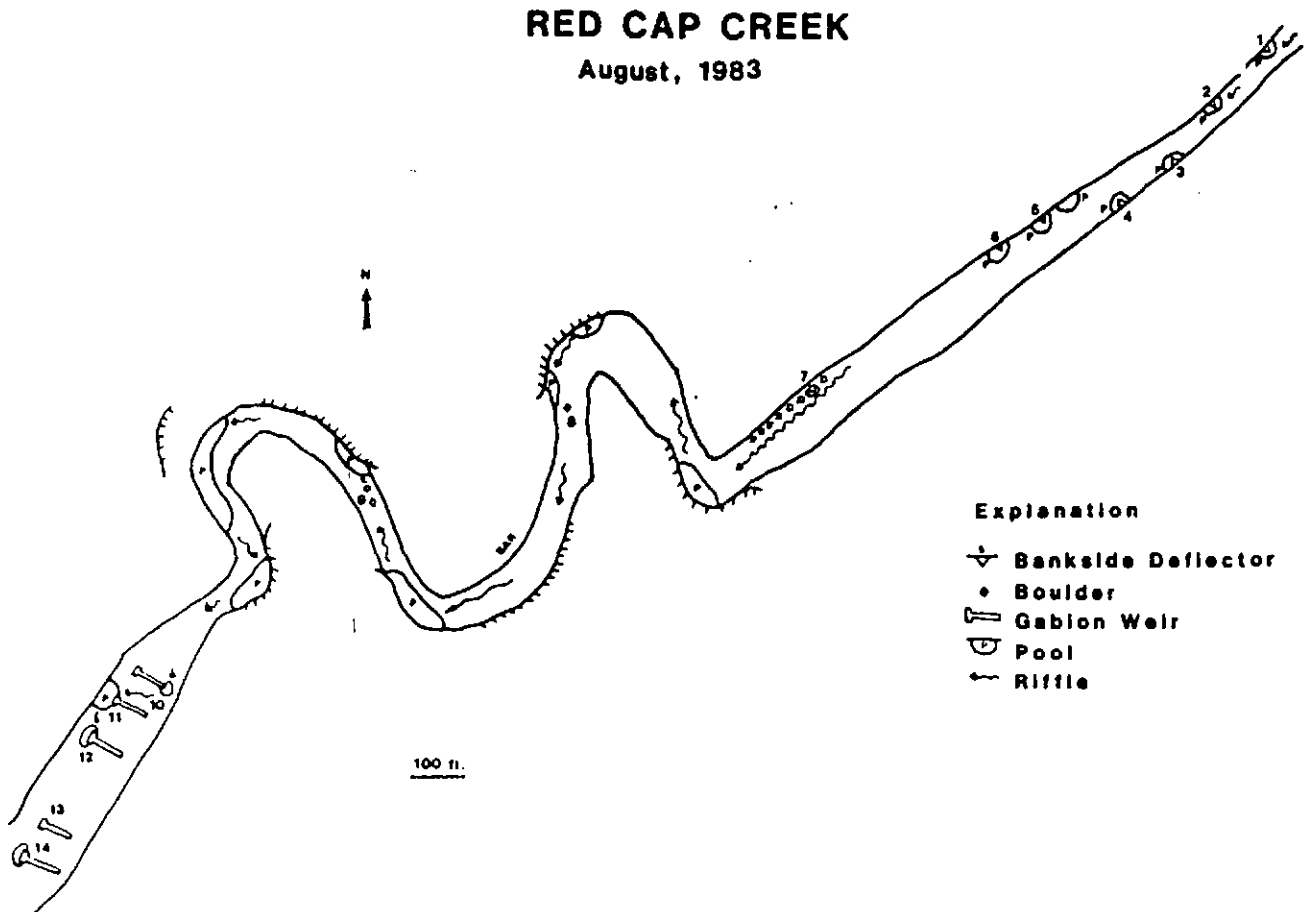 RED CAP CREEK
August, 1983
1
2
3
4
5
6
7
N
8
9
BAR
10
11
12
13
14
100 ft.
Explanation
Bankside Deflector
Boulder
Gabion Weir
P Pool
Riffle